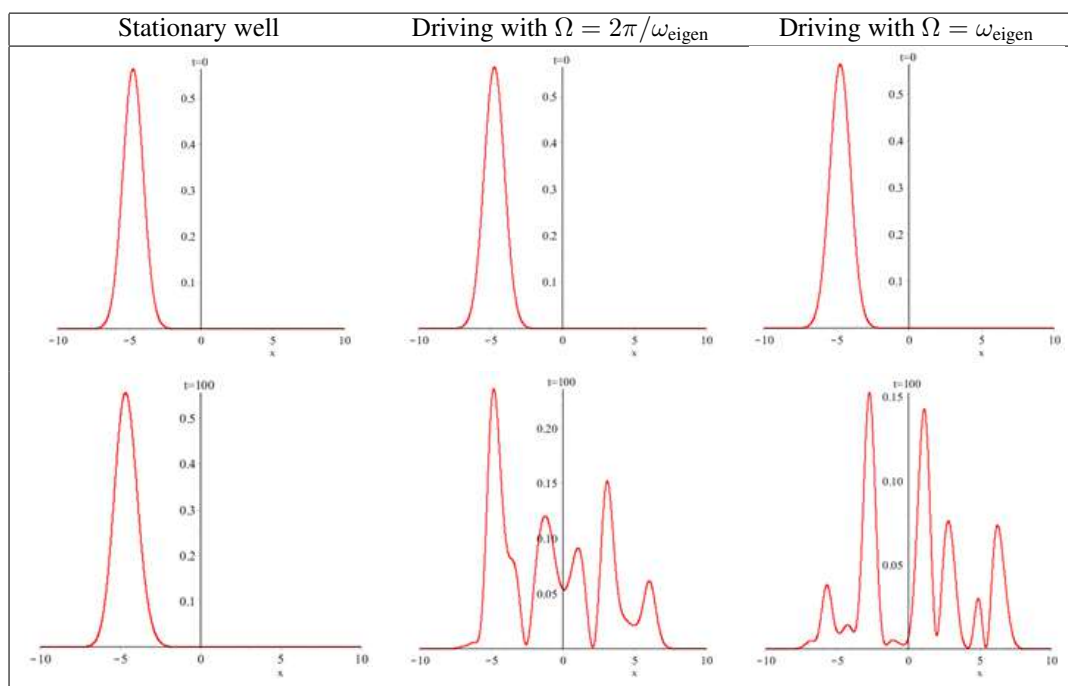 Stationary well Driving with Ω = 2π/ω_eigen Driving with Ω = ω_eigen
t=0 t=0 t=0
0.5 0.5 0.5
0.4 0.4 0.4
0.3 0.3 0.3
0.2 0.2 0.2
0.1 0.1 0.1
−10 −5 0 5 10 −10 −5 0 5 10 −10 −5 0 5 10
x x x
t=100 t=100 t=100
0.5 0.20 0.15
0.4 0.15 0.10
0.3 0.10 0.05
0.2 0.05
0.1
−10 −5 0 5 10 −10 −5 0 5 10 −10 −5 0 5 10
x x x